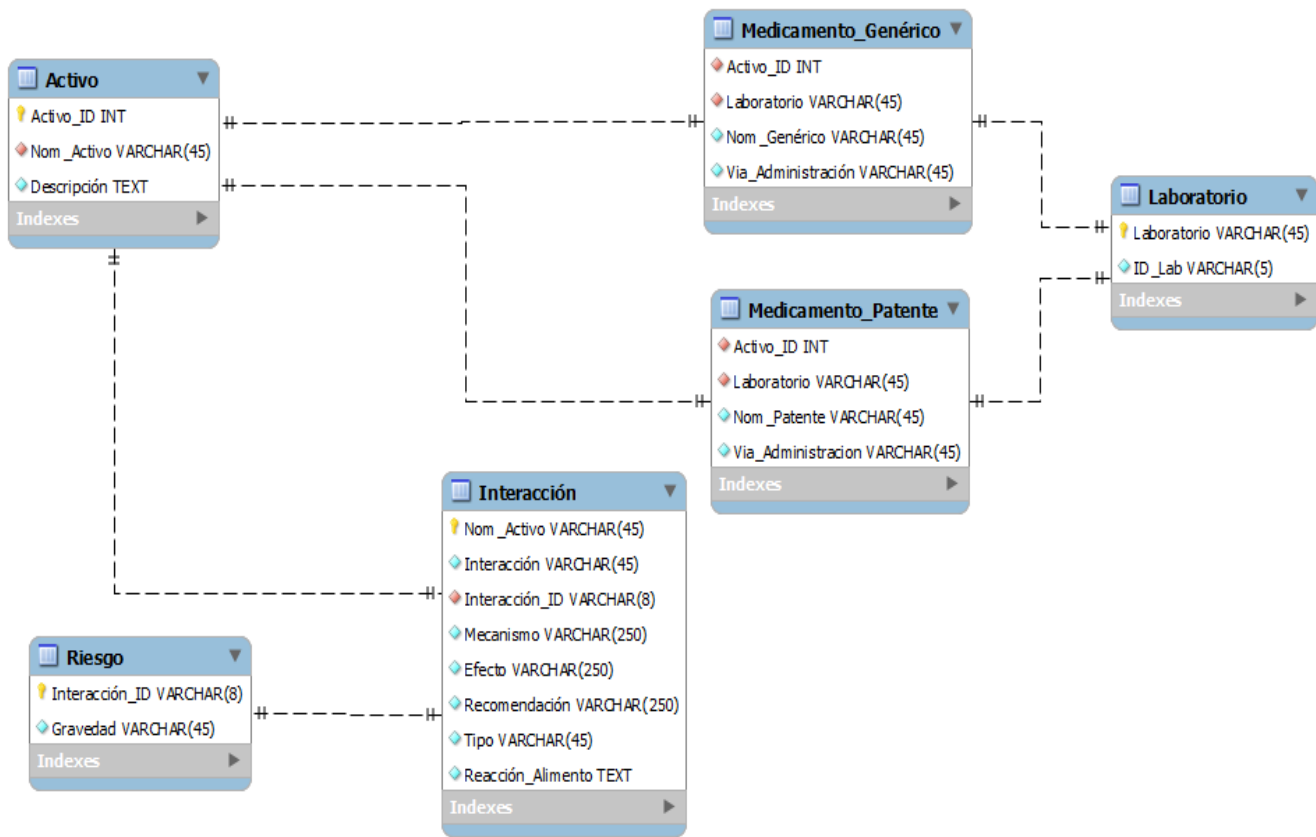 Activo
Activo_ID INT
Nom_Activo VARCHAR(45)
Descripción TEXT
Indexes
Medicamento_Genérico
Activo_ID INT
Laboratorio VARCHAR(45)
Nom_Genérico VARCHAR(45)
Via_Administración VARCHAR(45)
Indexes
Laboratorio
Laboratorio VARCHAR(45)
ID_Lab VARCHAR(5)
Indexes
Medicamento_Patente
Activo_ID INT
Laboratorio VARCHAR(45)
Nom_Patente VARCHAR(45)
Via_Administracion VARCHAR(45)
Indexes
Interacción
Nom_Activo VARCHAR(45)
Interacción VARCHAR(45)
Interacción_ID VARCHAR(8)
Mecanismo VARCHAR(250)
Efecto VARCHAR(250)
Recomendación VARCHAR(250)
Tipo VARCHAR(45)
Reacción_Alimento TEXT
Indexes
Riesgo
Interacción_ID VARCHAR(8)
Gravedad VARCHAR(45)
Indexes